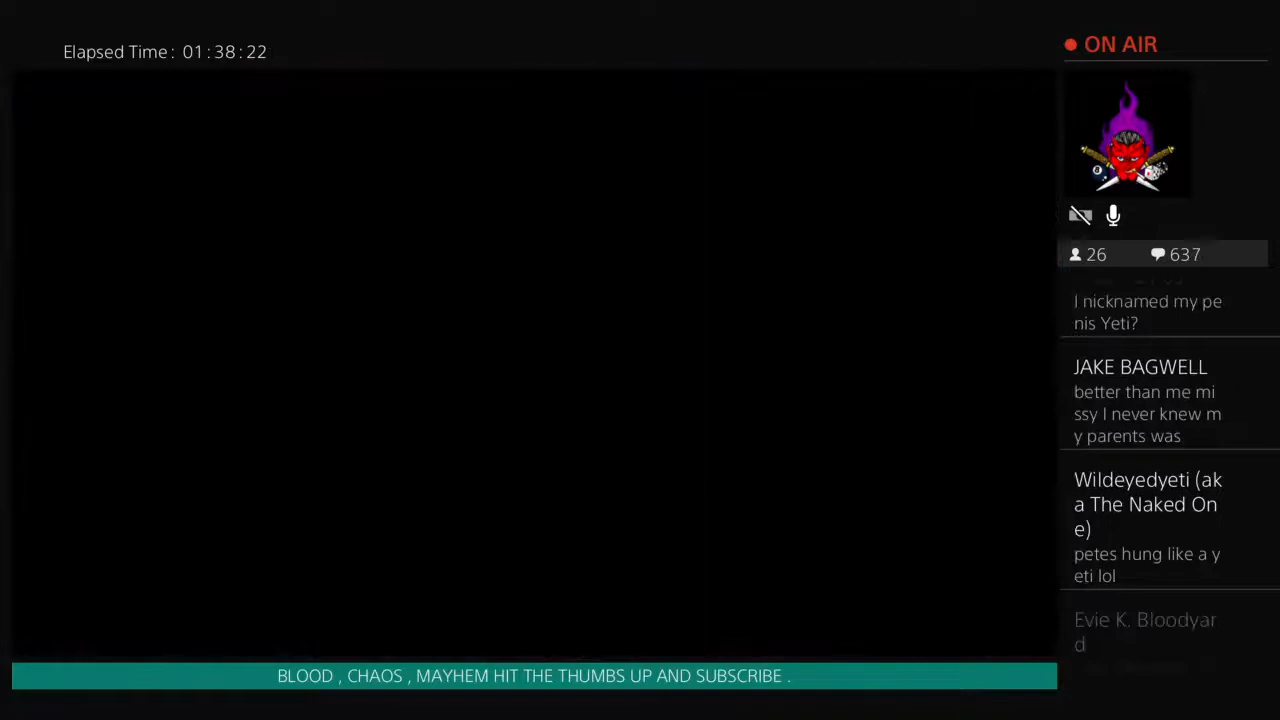 Elapsed Time: 01:38:22
ON AIR
26 637
I nicknamed my pe
nis Yeti?
JAKE BAGWELL
better than me mi
ssy I never knew m
y parents was
Wildeyedyeti (ak
a The Naked On
e)
petes hung like a y
eti lol
Evie K. Bloodyar
d
BLOOD , CHAOS , MAYHEM HIT THE THUMBS UP AND SUBSCRIBE .